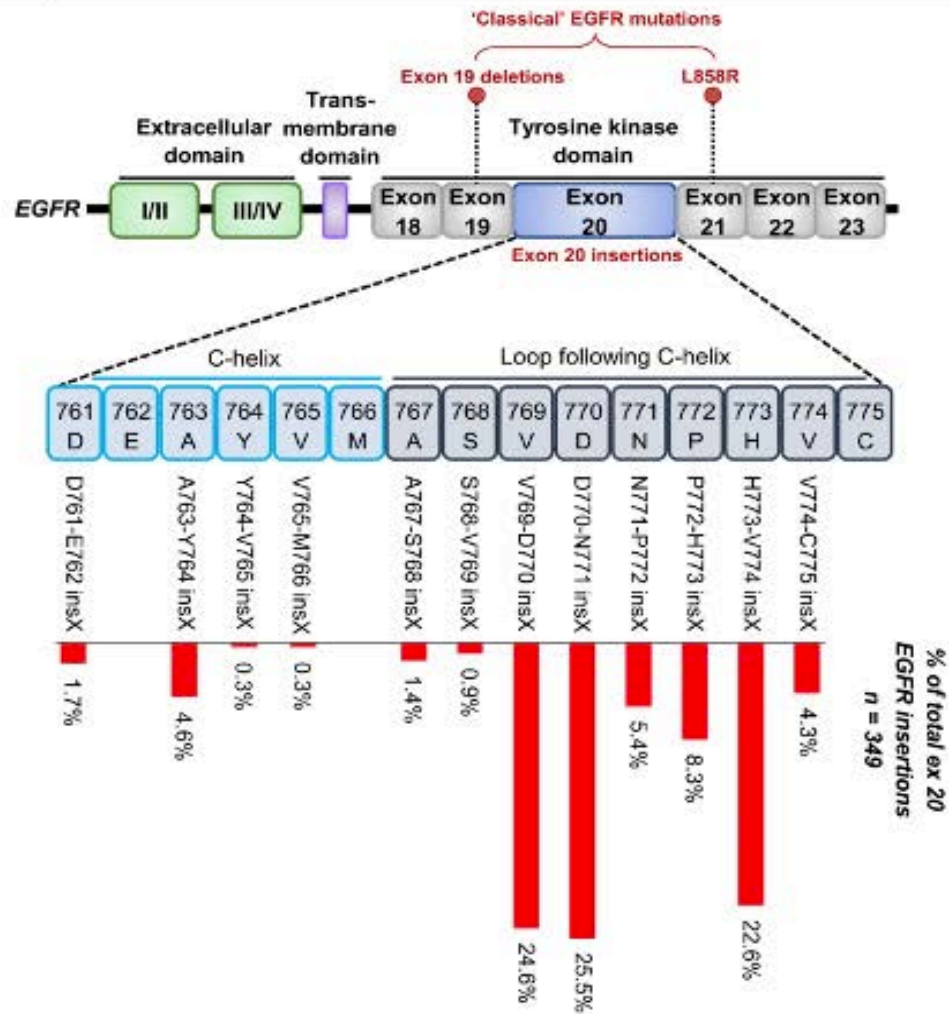 'Classical' EGFR mutations
Exon 19 deletions
L858R
Extracellular
domain
Trans-
membrane
domain
Tyrosine kinase
domain
EGFR
I/II
III/IV
Exon
18
Exon
19
Exon
20
Exon
21
Exon
22
Exon
23
Exon 20 insertions
C-helix
Loop following C-helix
761
D
762
E
763
A
764
Y
765
V
766
M
767
A
768
S
769
V
770
D
771
N
772
P
773
H
774
V
775
C
D761-E762 insX
A763-Y764 insX
Y764-V765 insX
V765-M766 insX
A767-S768 insX
S768-V769 insX
V769-D770 insX
D770-N771 insX
N771-P772 insX
P772-H773 insX
H773-V774 insX
V774-C775 insX
1.7%
4.6%
0.3%
0.3%
1.4%
0.9%
24.6%
25.5%
5.4%
8.3%
22.6%
4.3%
% of total ex 20
EGFR insertions
n = 349